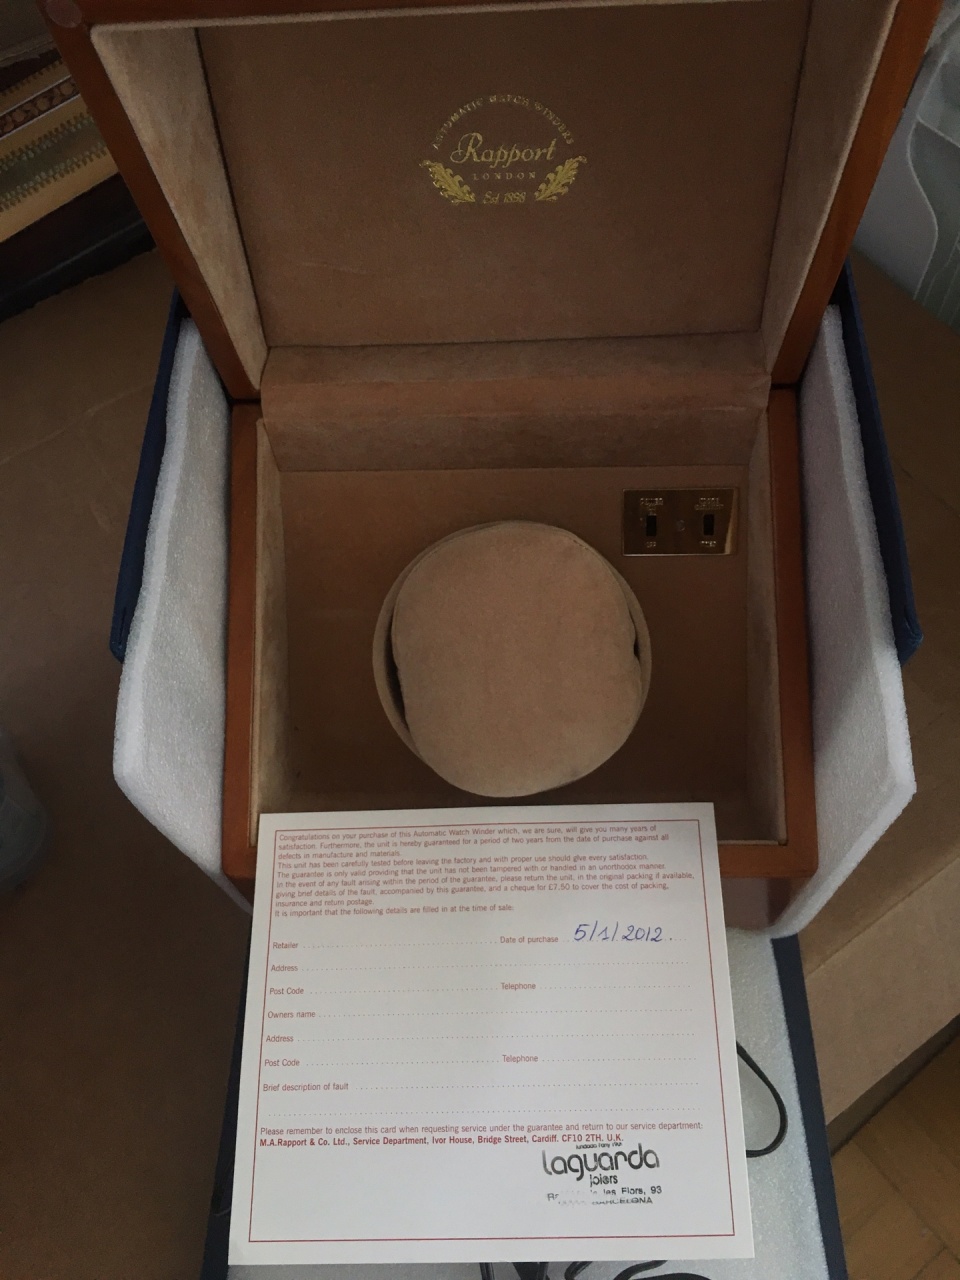 AUTOMATIC WATCH WINDERS
Rapport
LONDON
Est 1898
OFF
Congratulations on your purchase of this Automatic Watch Winder which, we are sure, will give you many years of
satisfaction. Furthermore, the unit is hereby guaranteed for a period of two years from the date of purchase against all
defects in manufacture and materials.
This unit has been carefully tested before leaving the factory and with proper use should give every satisfaction.
The guarantee is only valid providing that the unit has not been tampered with or handled in an unorthodox manner.
In the event of any fault arising within the period of the guarantee, please return the unit, in the original packing if available,
giving brief details of the fault, accompanied by this guarantee, and a cheque for £7.50 to cover the cost of packing,
insurance and return postage.
It is important that the following details are filled in at the time of sale:
Retailer Date of purchase 5/1/2012.
Address
Post Code Telephone
Owners name
Address
Post Code Telephone
Brief description of fault
Please remember to enclose this card when requesting service under the guarantee and return to our service department:
M.A.Rapport & Co. Ltd., Service Department, Ivor House, Bridge Street, Cardiff. CF10 2TH. U.K.
laguarda
joiers
les Flors, 93